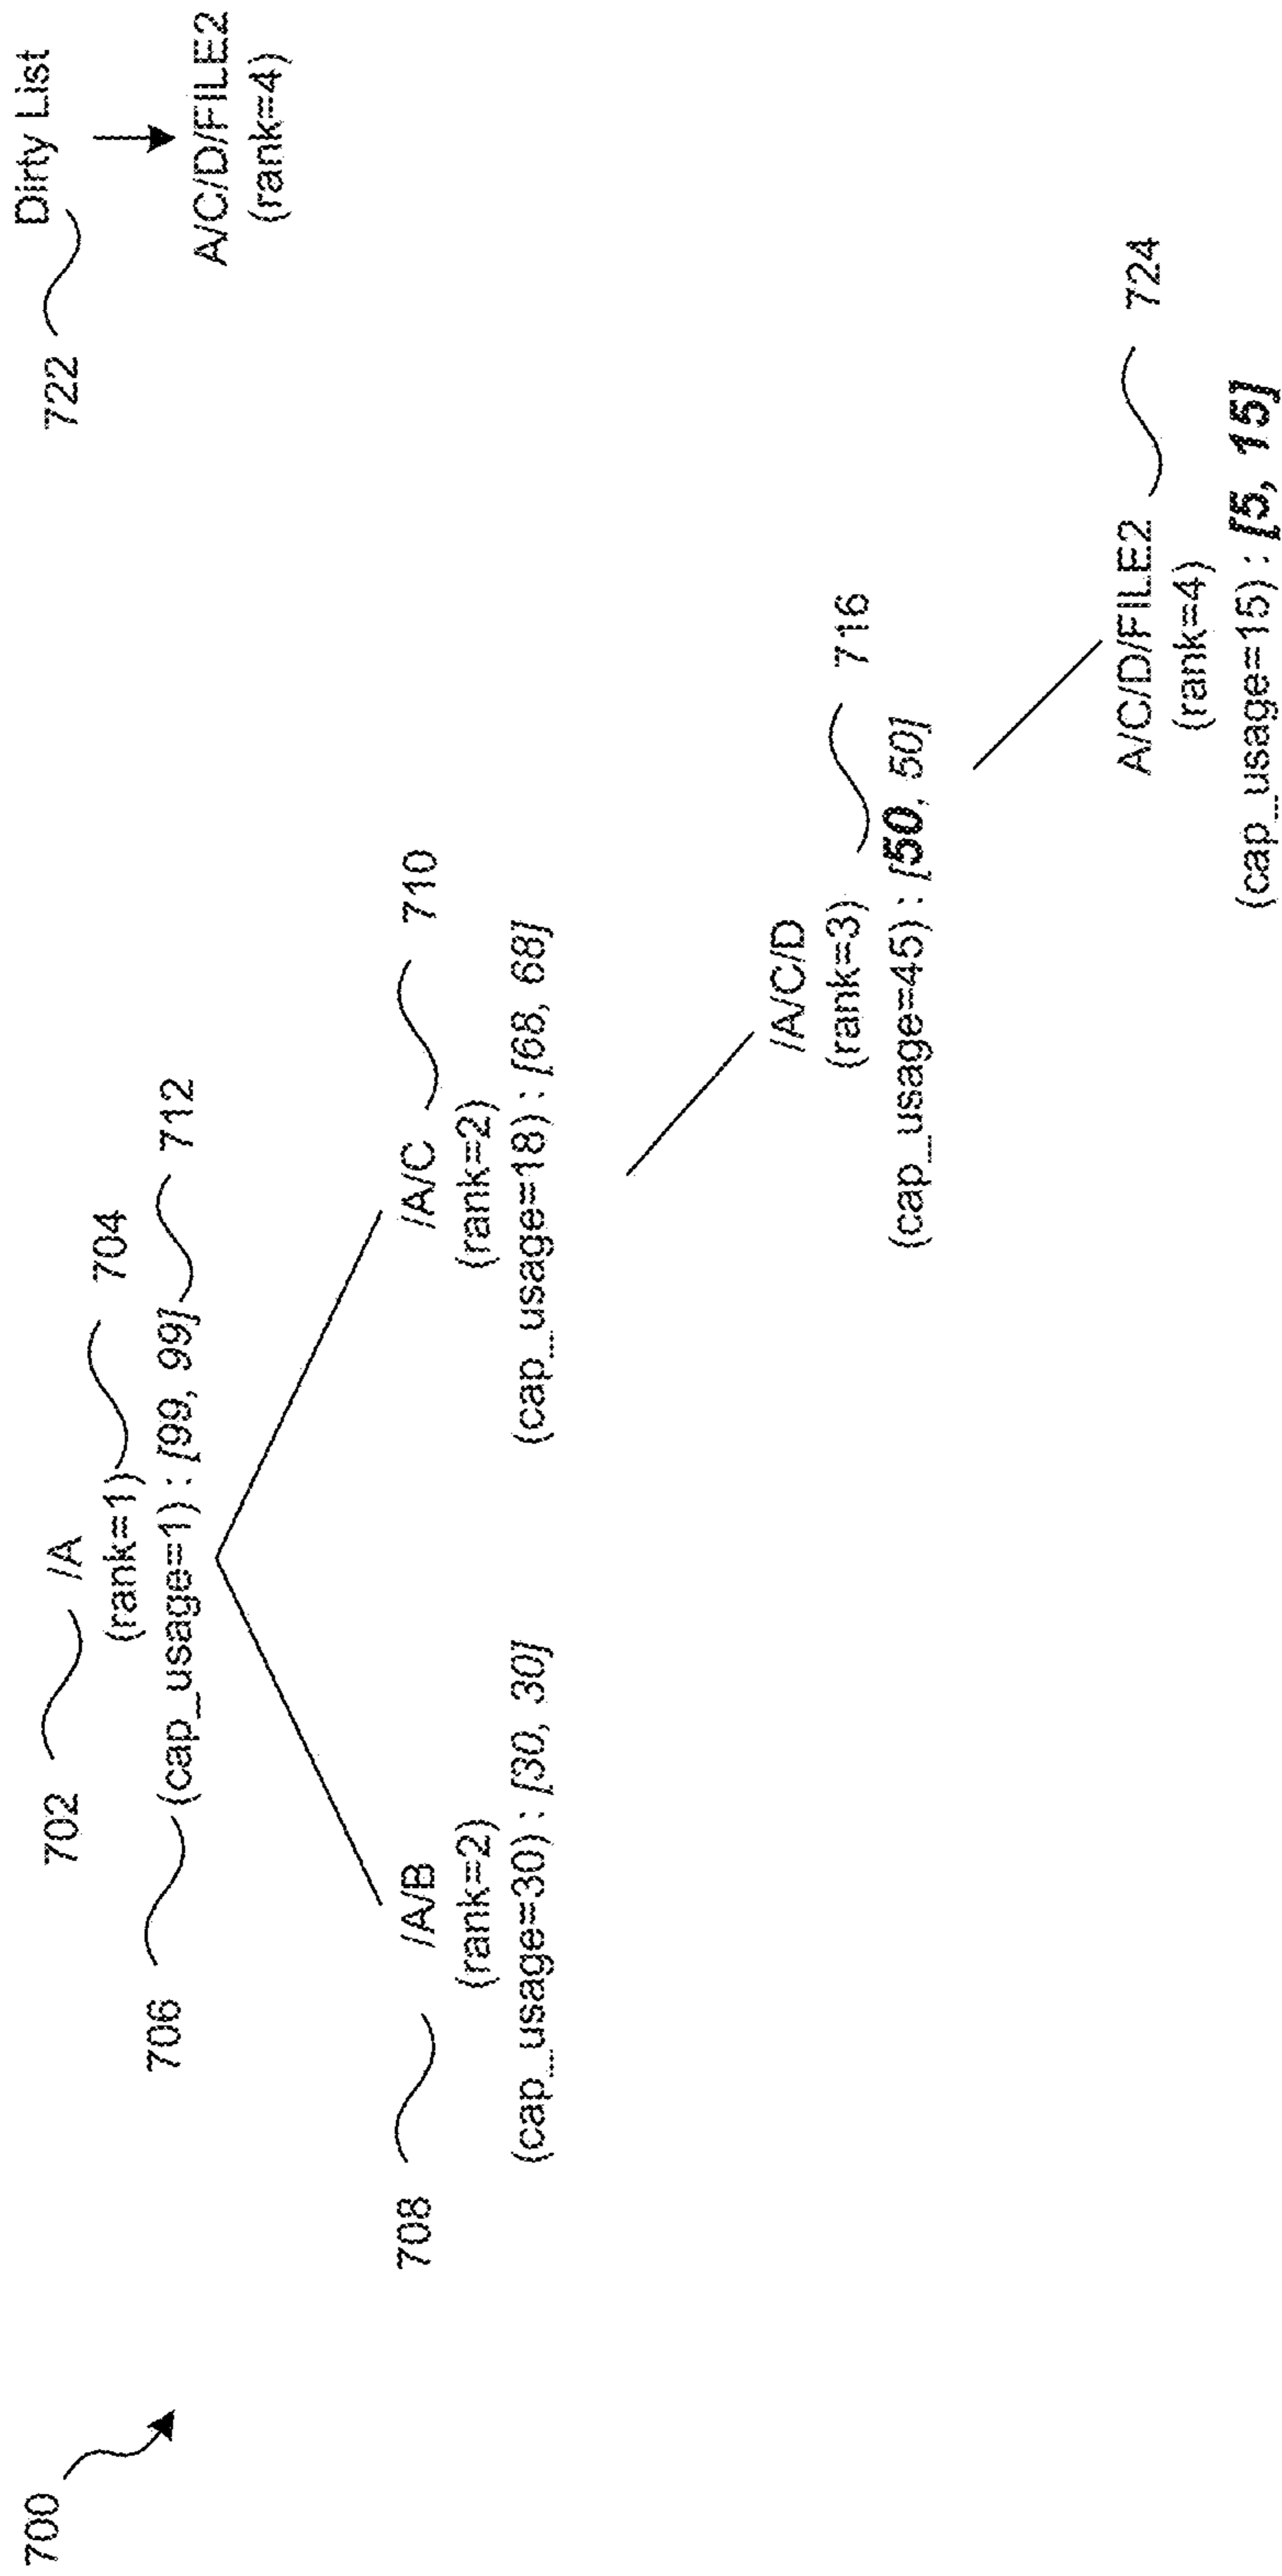 700
702
/A
(rank=1)
704
706
(cap_usage=1) : [99, 99]
712
Dirty List
722
A/C/D/FILE2
(rank=4)
708
/A/B
(rank=2)
(cap_usage=30) : [30, 30]
/A/C
710
(rank=2)
(cap_usage=18) : [68, 68]
/A/C/D
716
(rank=3)
(cap_usage=45) : [50, 50]
A/C/D/FILE2
724
(rank=4)
(cap_usage=15) : [5, 15]